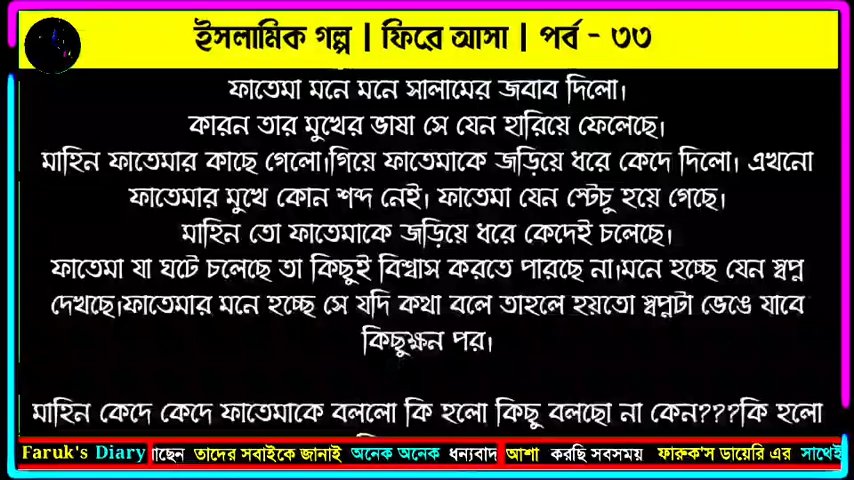 ইসলামিক গল্প | ফিরে আসা | পর্ব - ৩৩
ফাতেমা মনে মনে সালামের জবাব দিলো।
কারন তার মুখের ভাষা সে যেন হারিয়ে ফেলেছে।
মাহিন ফাতেমার কাছে গেলো।গিয়ে ফাতেমাকে জড়িয়ে ধরে কেদে দিলো। এখনো
ফাতেমার মুখে কোন শব্দ নেই। ফাতেমা যেন স্টেচু হয়ে গেছে।
মাহিন তো ফাতেমাকে জড়িয়ে ধরে কেদেই চলেছে।
ফাতেমা যা ঘটে চলেছে তা কিছুই বিশ্বাস করতে পারছে না।মনে হচ্ছে যেন স্বপ্ন
দেখছে।ফাতেমার মনে হচ্ছে সে যদি কথা বলে তাহলে হয়তো স্বপ্নটা ভেঙে যাবে
কিছুক্ষন পর।
মাহিন কেদে কেদে ফাতেমাকে বললো কি হলো কিছু বলছো না কেন???কি হলো
Faruk's Diary াছেন তাদের সবাইকে জানাই অনেক অনেক ধন্যবাদ আশা করছি সবসময় ফারুক'স ডায়েরি এর সাথেই